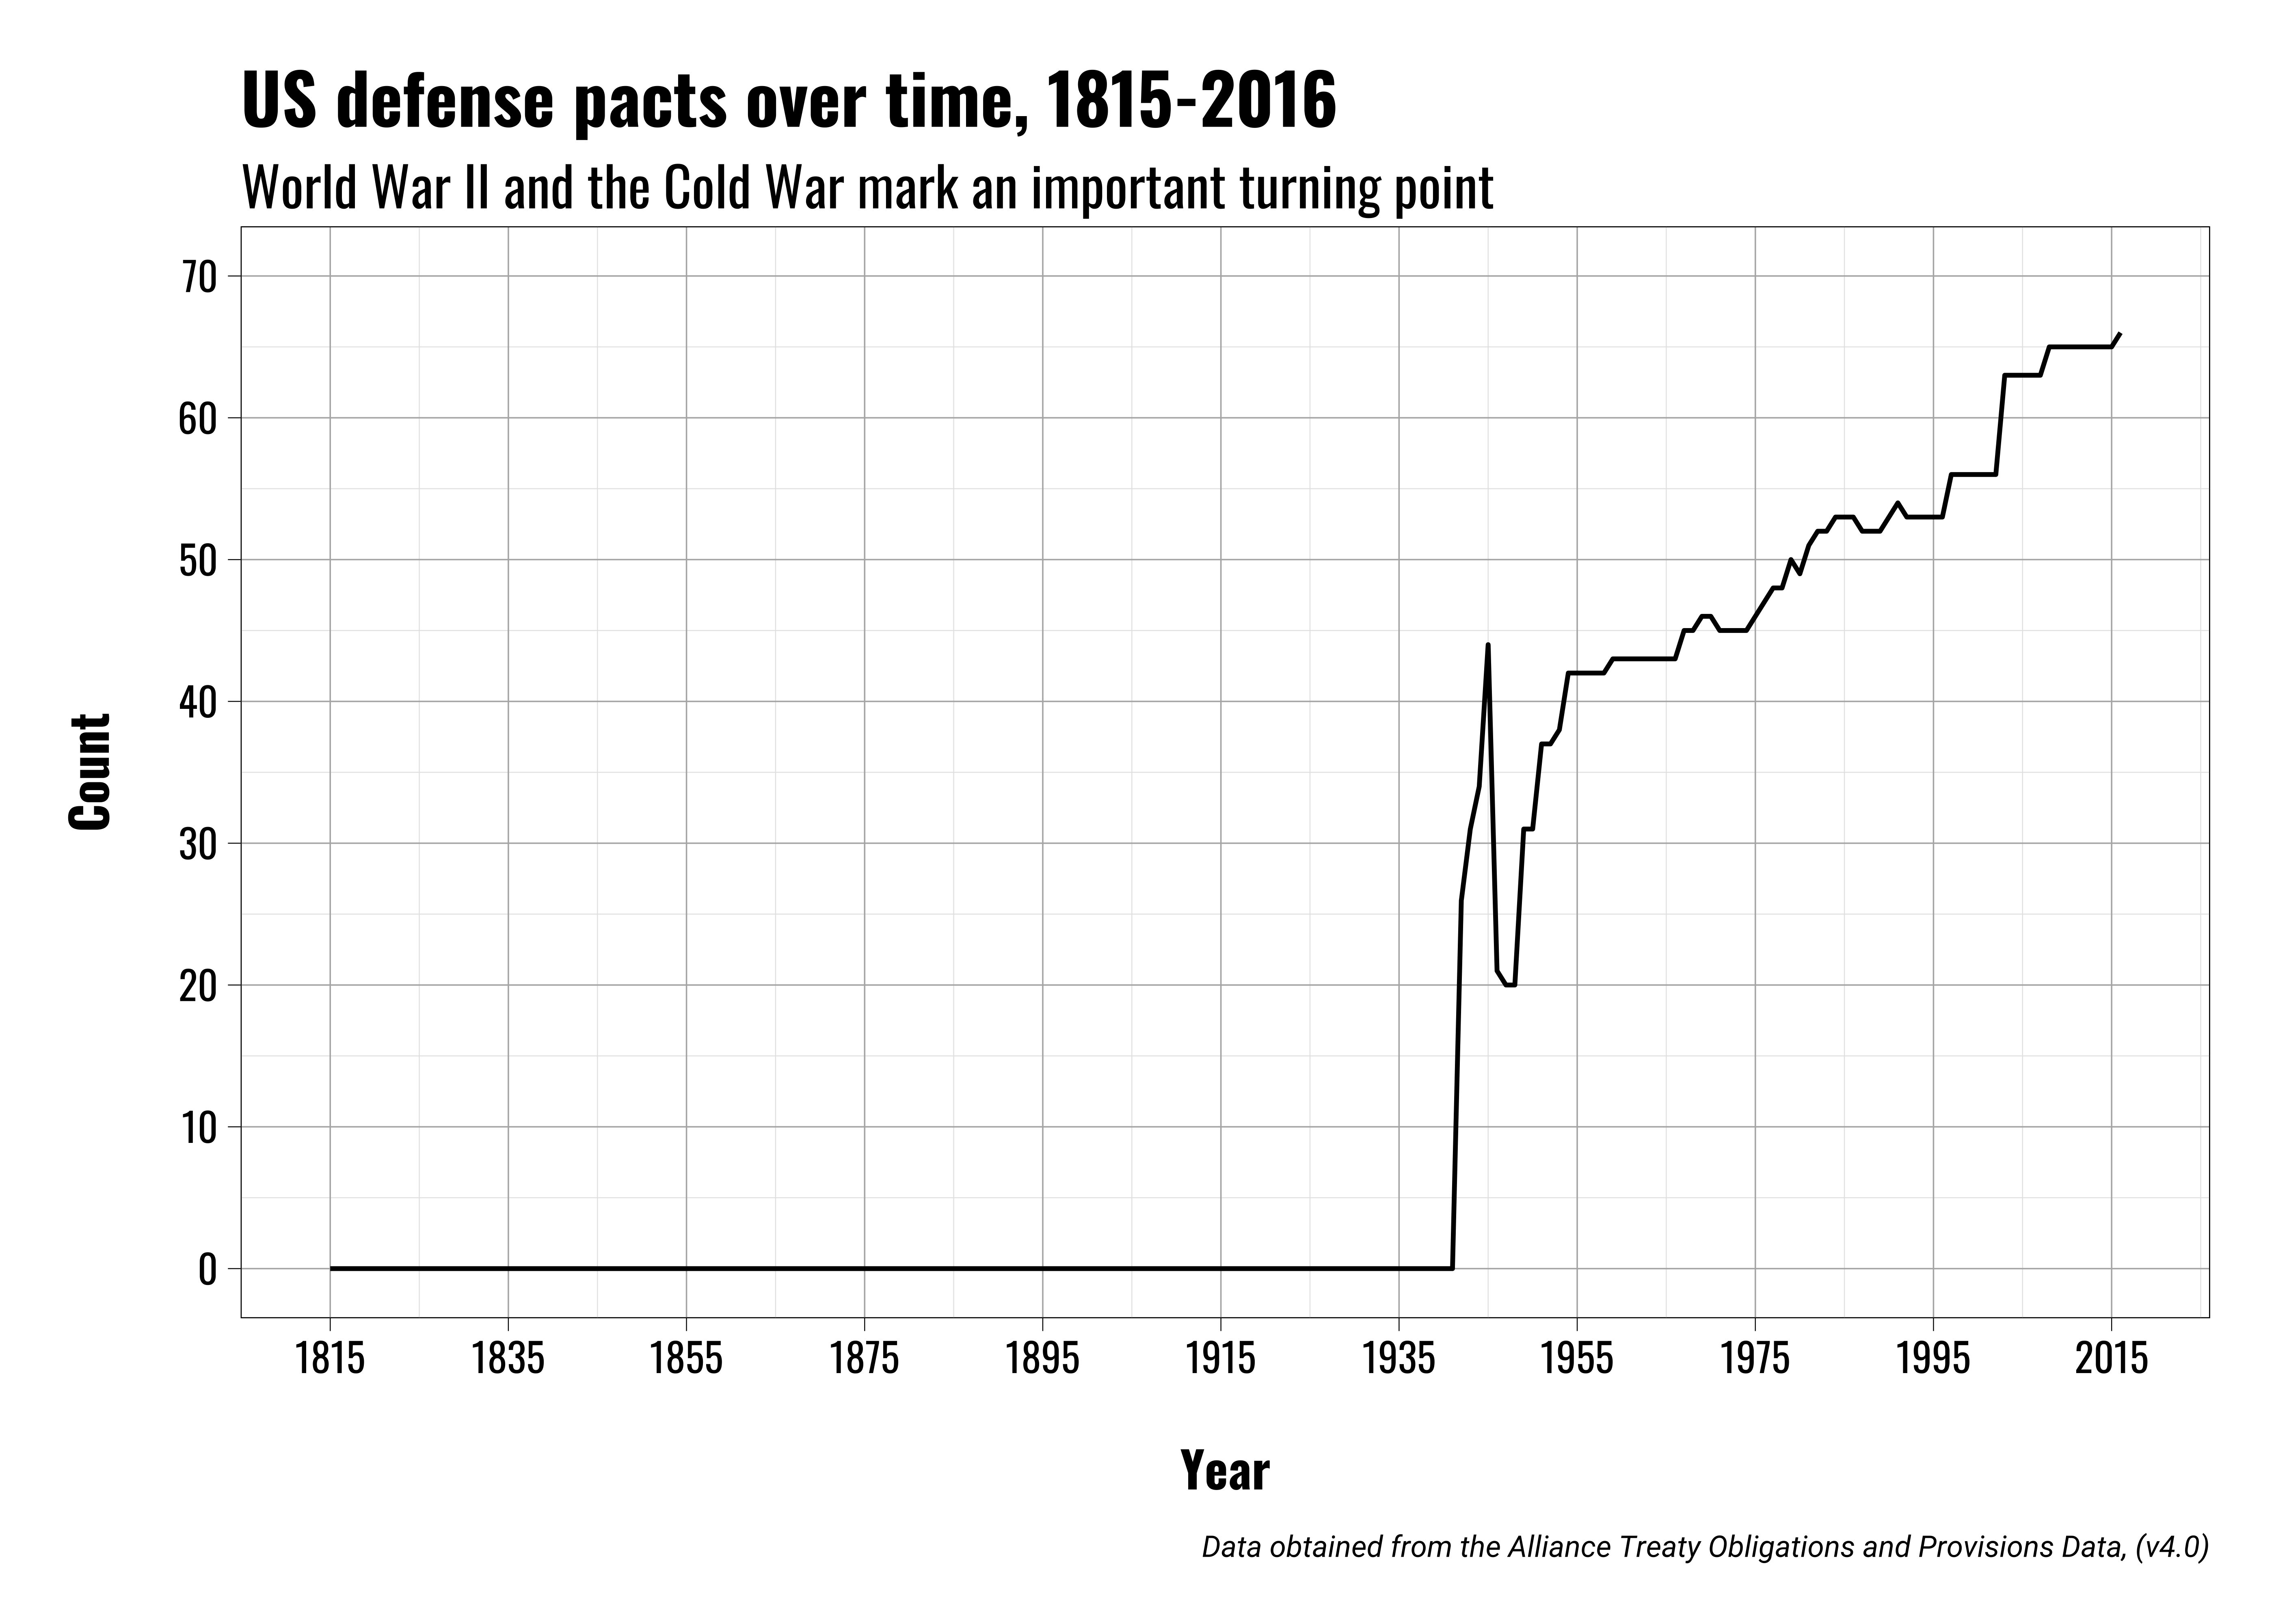 US defense pacts over time, 1815-2016
World War II and the Cold War mark an important turning point
70
60
50
40
30
20
10
0
Count
1815 1835 1855 1875 1895 1915 1935 1955 1975 1995 2015
Year
Data obtained from the Alliance Treaty Obligations and Provisions Data, (v4.0)